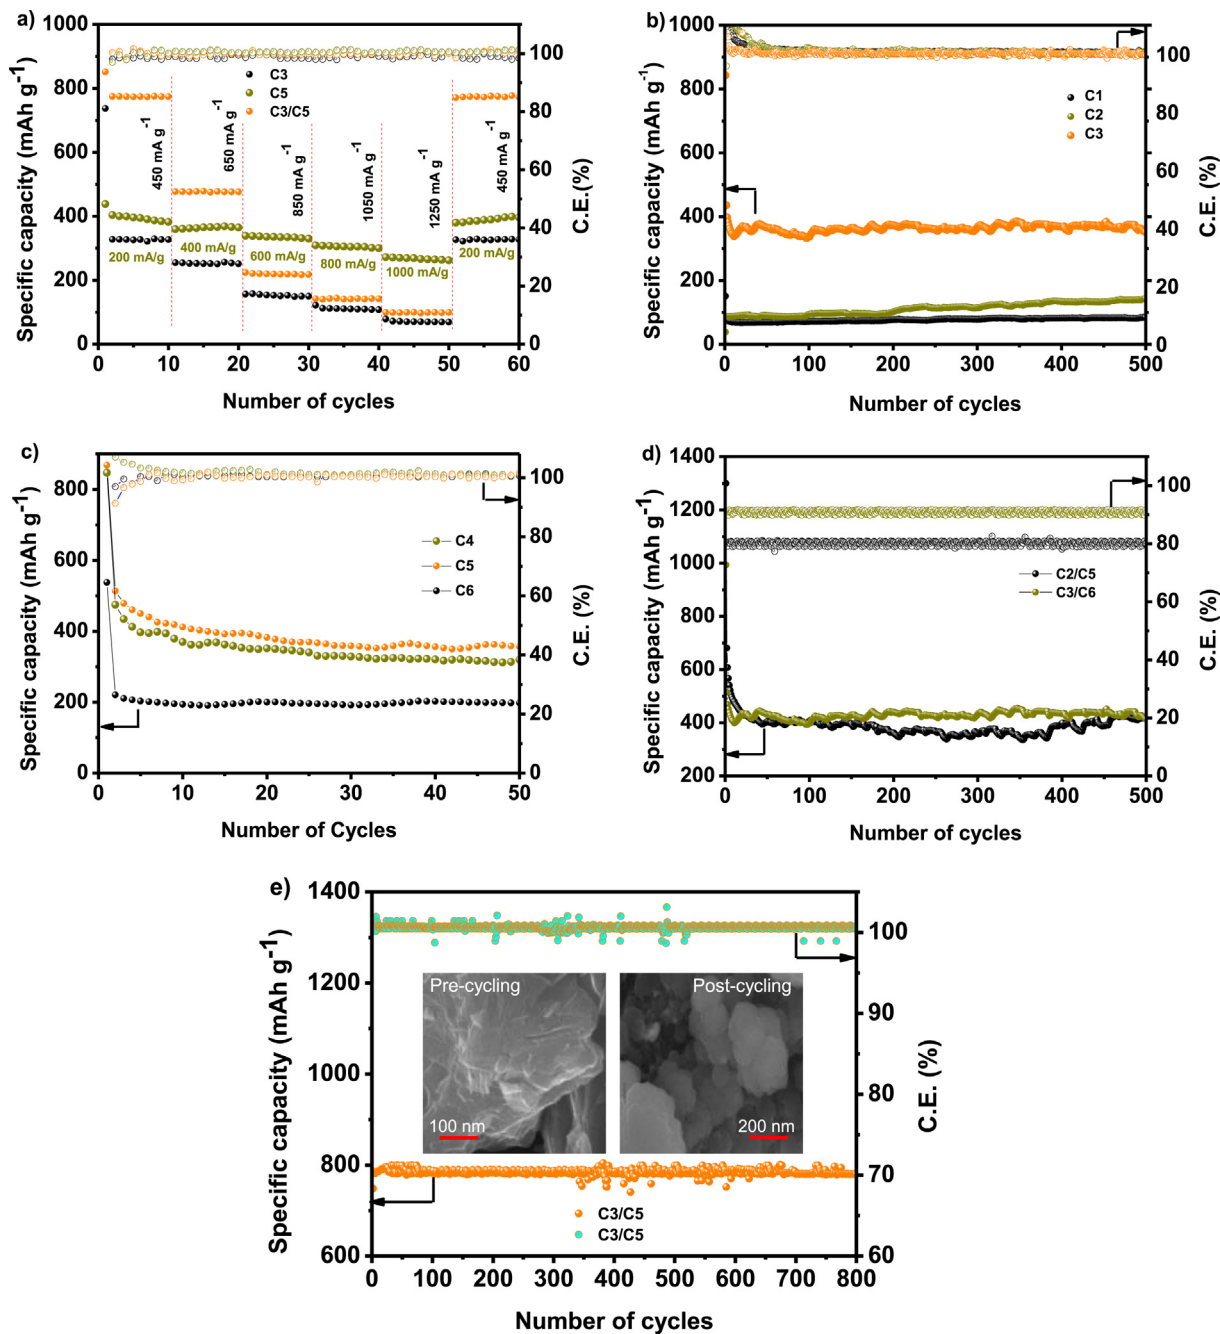 a)
1000
800
600
400
200
0
Specific capacity (mAh g-1)
100
80
60
40
20
0
C.E.(%)
C3
C5
C3/C5
450 mA g-1
650 mA g-1
850 mA g-1
1050 mA g-1
1250 mA g-1
450 mA g-1
200 mA/g
400 mA/g
600 mA/g
800 mA/g
1000 mA/g
200 mA/g
0 10 20 30 40 50 60
Number of cycles
b)
1000
800
600
400
200
0
Specific capacity (mAh g-1)
100
80
60
40
20
0
C.E. (%)
C1
C2
C3
0 100 200 300 400 500
Number of cycles
c)
800
600
400
200
0
Specific capacity (mAh g-1)
100
80
60
40
20
0
C.E. (%)
C4
C5
C6
0 10 20 30 40 50
Number of Cycles
d)
1400
1200
1000
800
600
400
200
Specific capacity (mAh g-1)
100
80
60
40
20
0
C.E. (%)
C2/C5
C3/C6
0 100 200 300 400 500
Number of cycles
e)
1400
1200
1000
800
600
Specific capacity (mAh g-1)
100
90
80
70
60
C.E. (%)
Pre-cycling
100 nm
Post-cycling
200 nm
C3/C5
C3/C5
0 100 200 300 400 500 600 700 800
Number of cycles